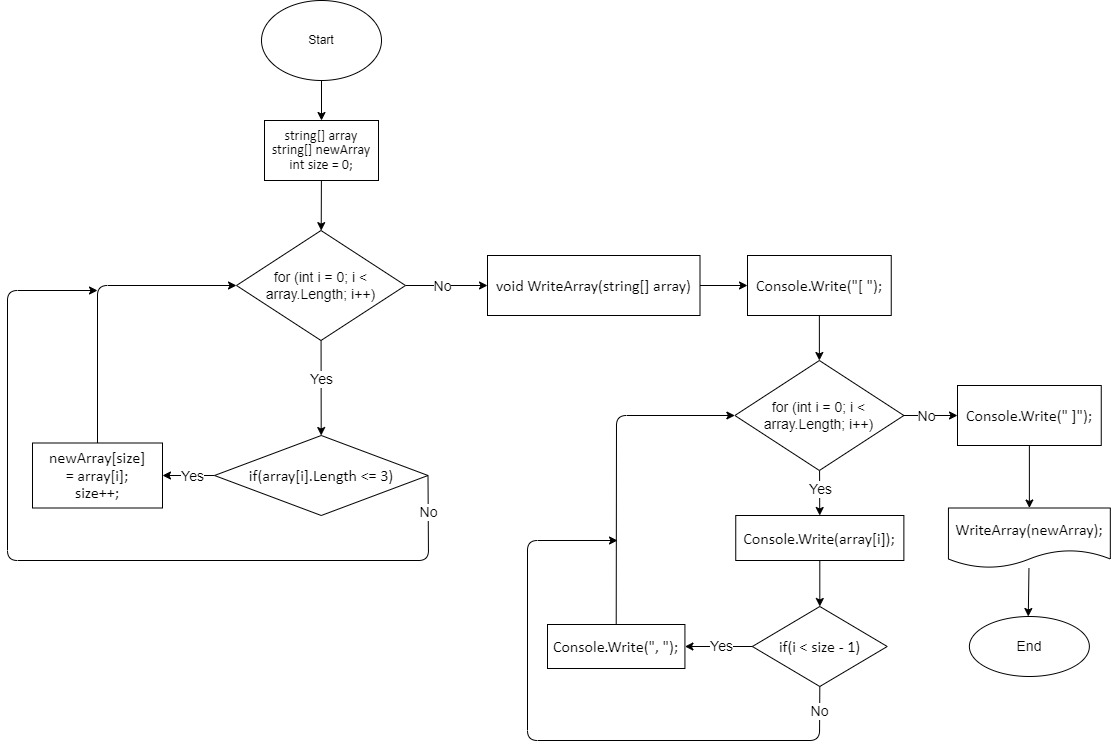 Start
string[] array
string[] newArray
int size = 0;
for (int i = 0; i <
array.Length; i++)
No
void WriteArray(string[] array)
Console.Write("[ ");
Yes
if(array[i].Length <= 3)
Yes
newArray[size]
= array[i];
size++;
No
for (int i = 0; i <
array.Length; i++)
No
Console.Write(" ]");
Yes
Console.Write(array[i]);
WriteArray(newArray);
if(i < size - 1)
Yes
Console.Write(", ");
No
End